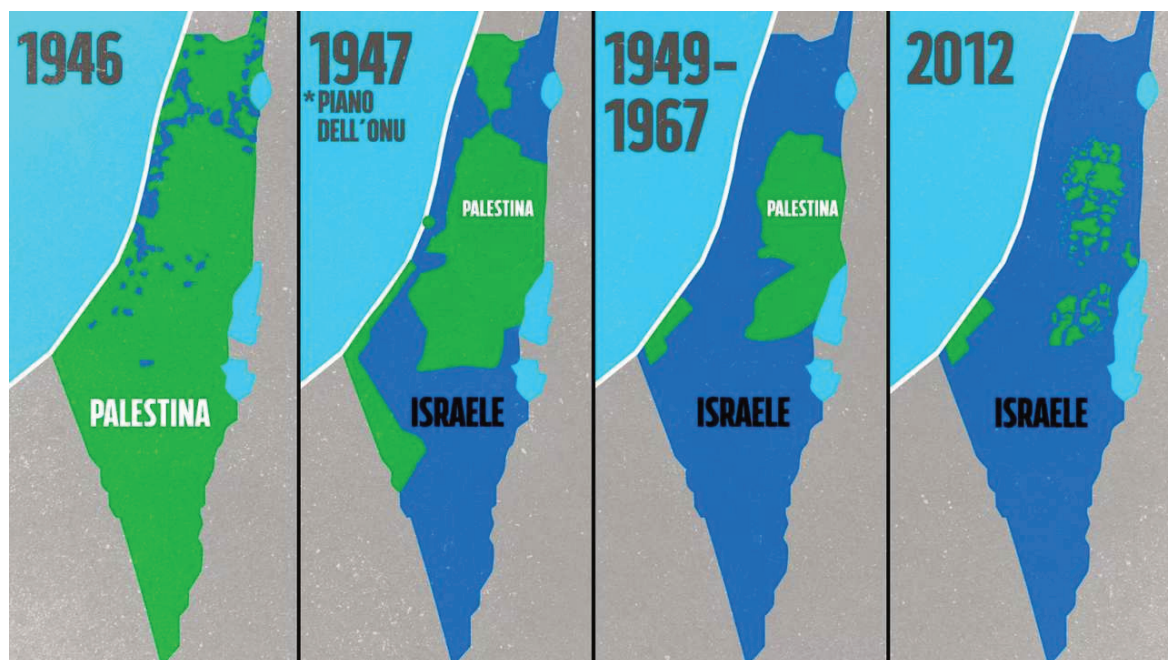 1946
PALESTINA
1947
*PIANO
DELL'ONU
PALESTINA
ISRAELE
1949–
1967
PALESTINA
ISRAELE
2012
ISRAELE